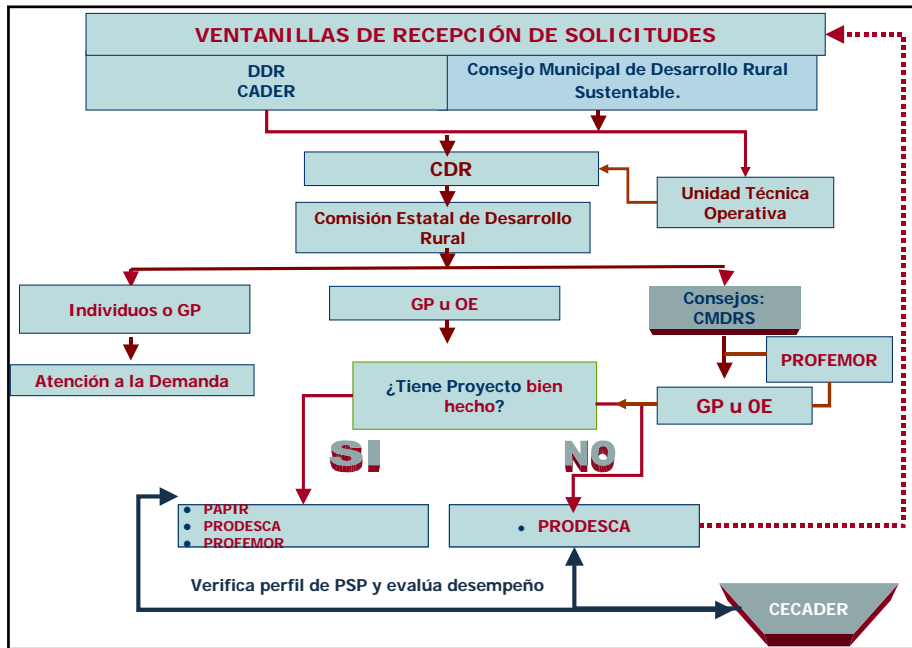 VENTANILLAS DE RECEPCIÓN DE SOLICITUDES
DDR
CADER
Consejo Municipal de Desarrollo Rural
Sustentable.
CDR
Unidad Técnica
Operativa
Comisión Estatal de Desarrollo
Rural
Individuos o GP
GP u OE
Consejos:
CMDRS
PROFEMOR
Atención a la Demanda
¿Tiene Proyecto bien
hecho?
GP u 0E
SI
NO
• PAPIR
• PRODESCA
• PROFEMOR
• PRODESCA
Verifica perfil de PSP y evalúa desempeño
CECADER